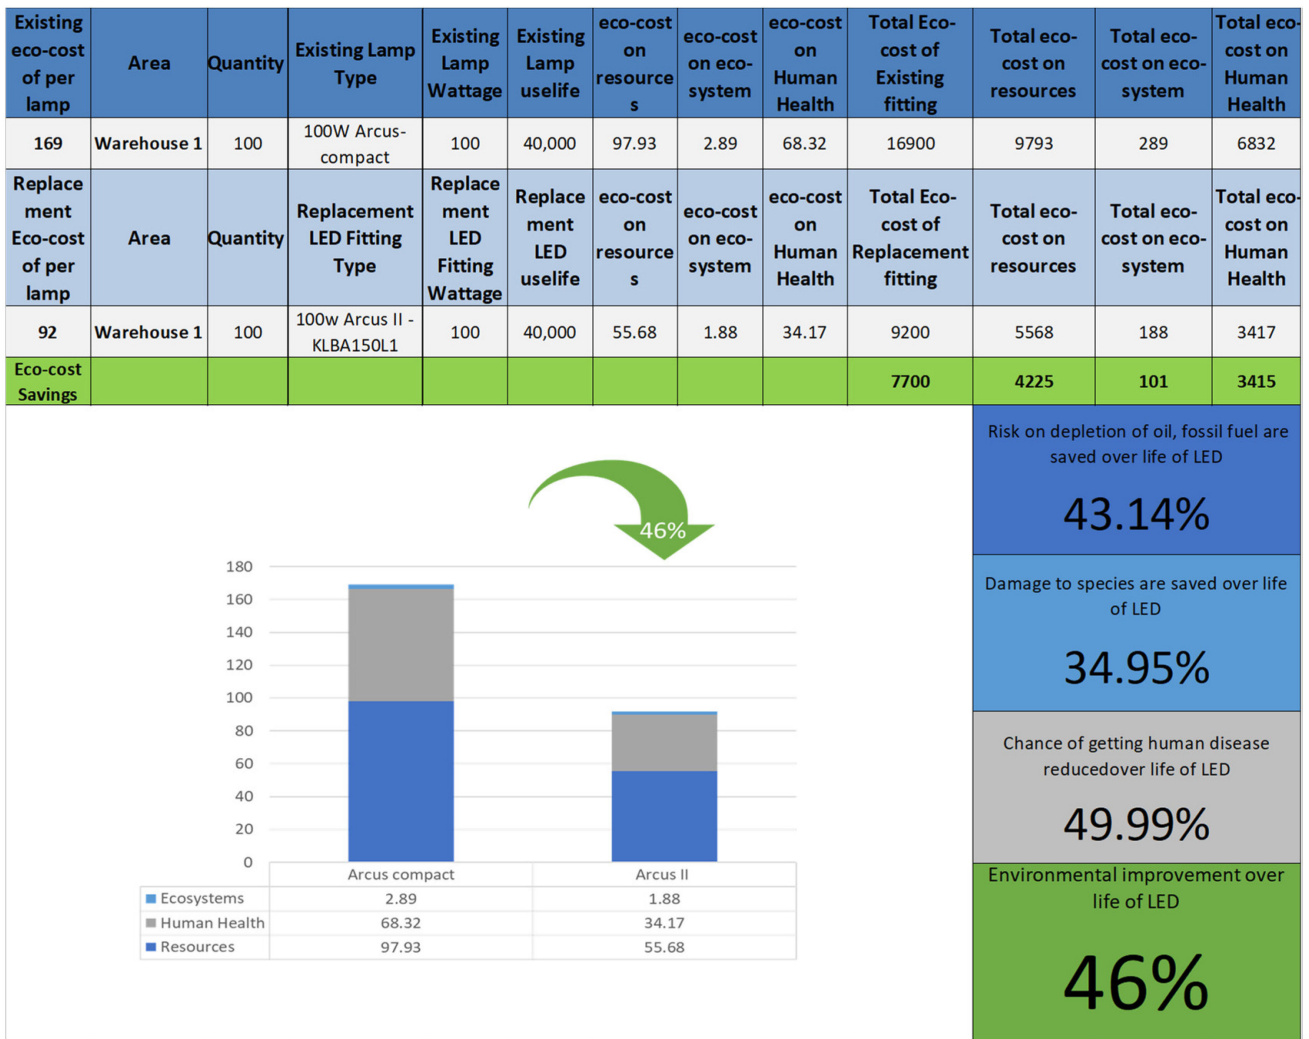 Existing eco-cost of per lamp Area Quantity Existing Lamp Type Existing Lamp Wattage Existing Lamp uselife eco-cost on resource s eco-cost on eco-system eco-cost on Human Health Total Eco-cost of Existing fitting Total eco-cost on resources Total eco-cost on eco-system Total eco-cost on Human Health
169 Warehouse 1 100 100W Arcus-compact 100 40,000 97.93 2.89 68.32 16900 9793 289 6832
Replace ment Eco-cost of per lamp Area Quantity Replacement LED Fitting Type Replace ment LED Fitting Wattage Replace ment LED uselife eco-cost on resource s eco-cost on eco-system eco-cost on Human Health Total Eco-cost of Replacement fitting Total eco-cost on resources Total eco-cost on eco-system Total eco-cost on Human Health
92 Warehouse 1 100 100w Arcus II - KLBA150L1 100 40,000 55.68 1.88 34.17 9200 5568 188 3417
Eco-cost Savings 7700 4225 101 3415
Risk on depletion of oil, fossil fuel are
saved over life of LED
43.14%
Damage to species are saved over life
of LED
34.95%
Chance of getting human disease
reducedover life of LED
49.99%
Environmental improvement over
life of LED
46%
46%
180
160
140
120
100
80
60
40
20
0
Arcus compact Arcus II
Ecosystems 2.89 1.88
Human Health 68.32 34.17
Resources 97.93 55.68